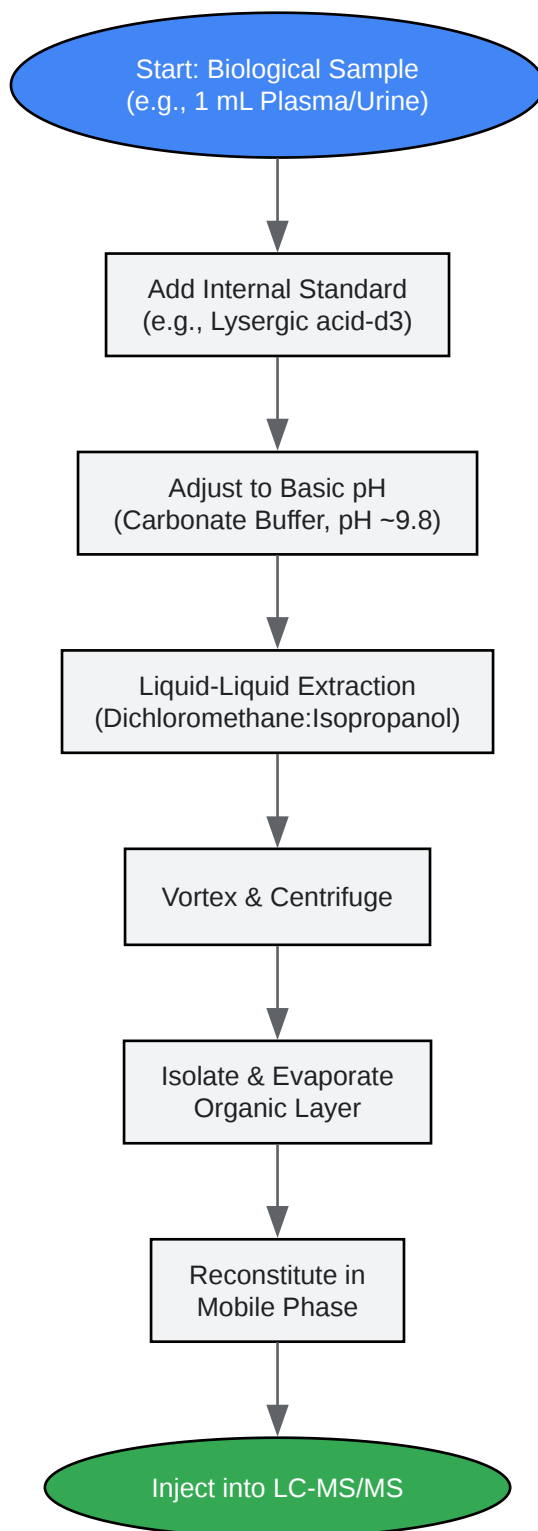 Start: Biological Sample
(e.g., 1 mL Plasma/Urine)
Add Internal Standard
(e.g., Lysergic acid-d3)
Adjust to Basic pH
(Carbonate Buffer, pH ~9.8)
Liquid-Liquid Extraction
(Dichloromethane:Isopropanol)
Vortex & Centrifuge
Isolate & Evaporate
Organic Layer
Reconstitute in
Mobile Phase
Inject into LC-MS/MS